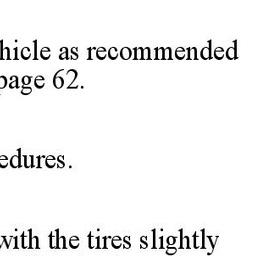 hicle as recommended
page 62.
edures.
with the tires slightly